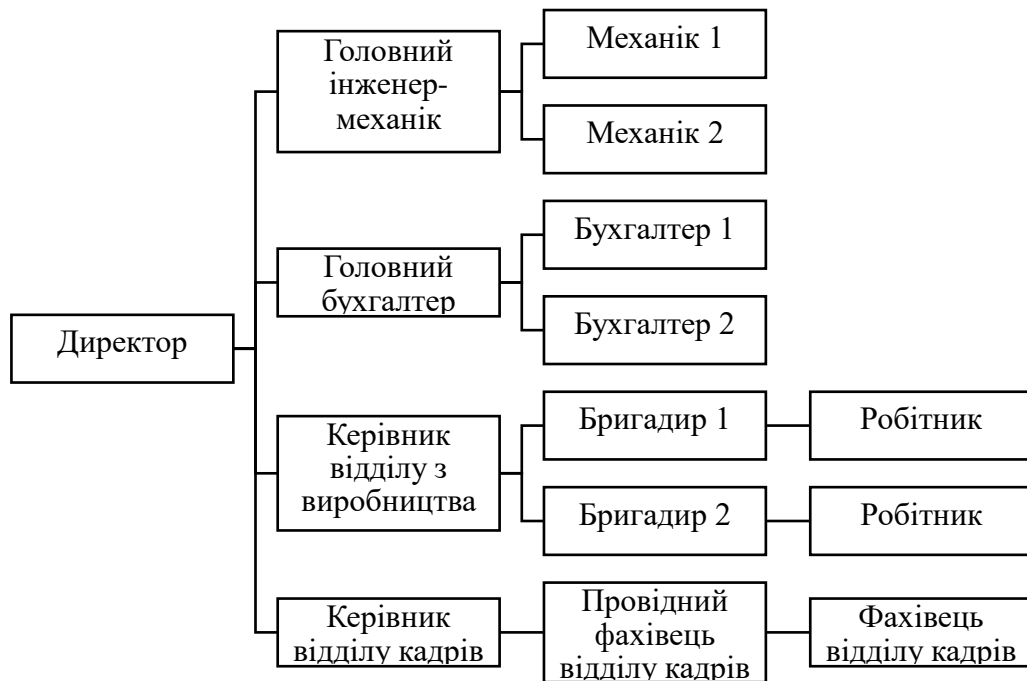 Директор
Головний
інженер-
механік
Механік 1
Механік 2
Головний
бухгалтер
Бухгалтер 1
Бухгалтер 2
Керівник
відділу з
виробництва
Бригадир 1
Робітник
Бригадир 2
Робітник
Керівник
відділу кадрів
Провідний
фахівець
відділу кадрів
Фахівець
відділу кадрів